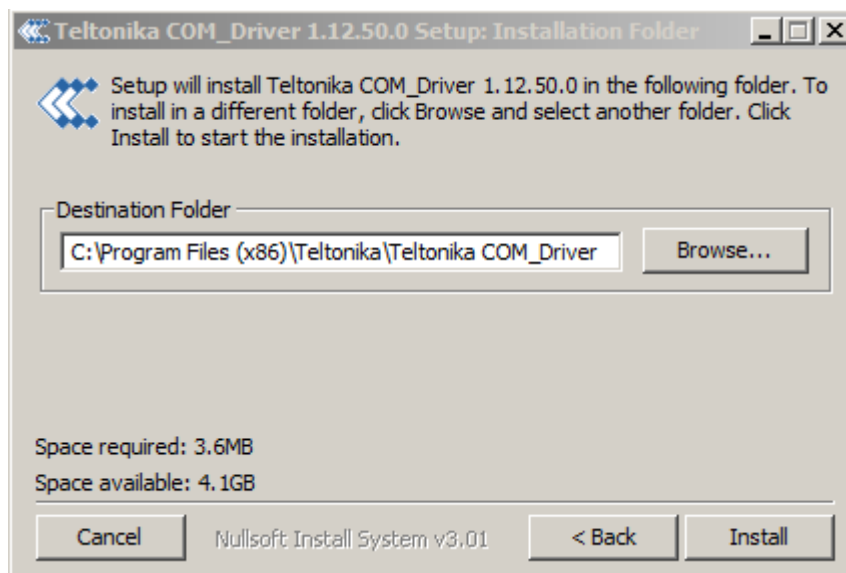 Teltonika COM_Driver 1.12.50.0 Setup: Installation Folder
Setup will install Teltonika COM_Driver 1.12.50.0 in the following folder. To
install in a different folder, click Browse and select another folder. Click
Install to start the installation.
Destination Folder
C:\Program Files (x86)\Teltonika\Teltonika COM_Driver
Browse...
Space required: 3.6MB
Space available: 4.1GB
Cancel
Nullsoft Install System v3.01
< Back
Install